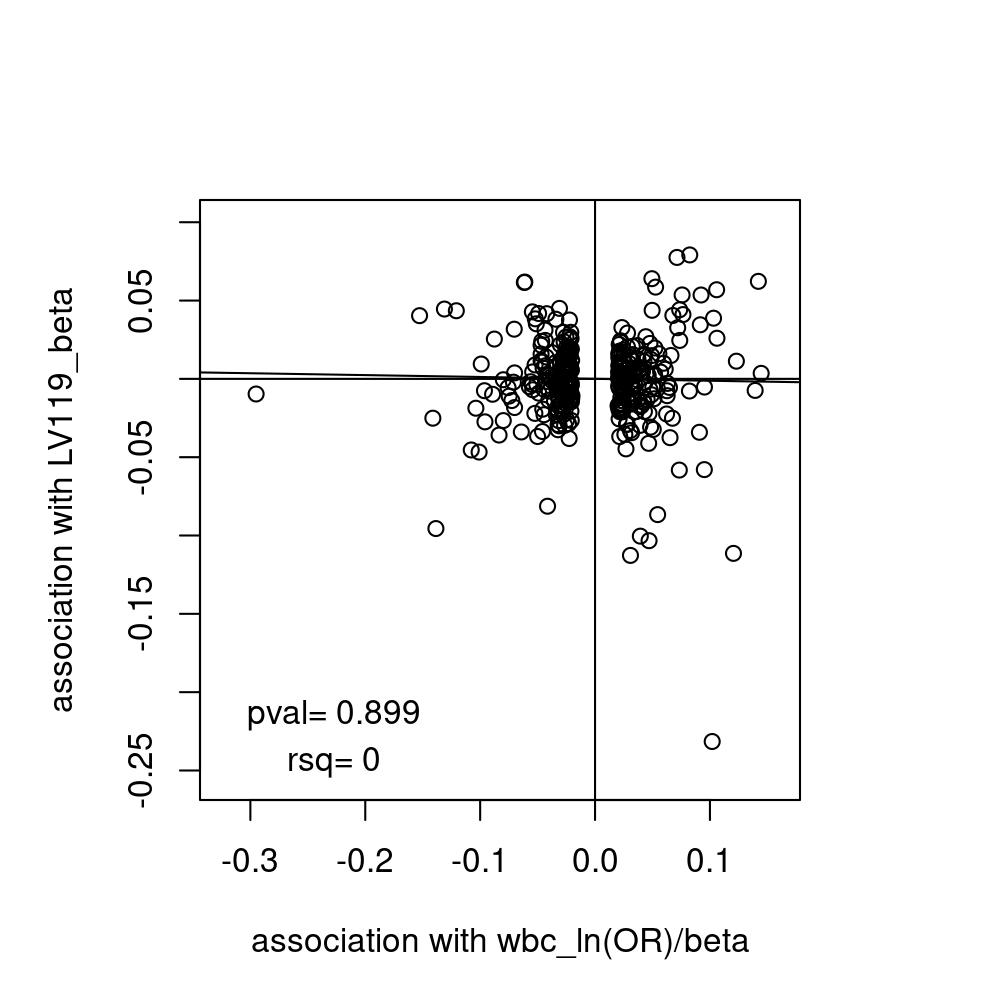 association with LV119_beta
0.05
-0.05
-0.15
-0.25
pval= 0.899
rsq= 0
-0.3 -0.2 -0.1 0.0 0.1
association with wbc_ln(OR)/beta